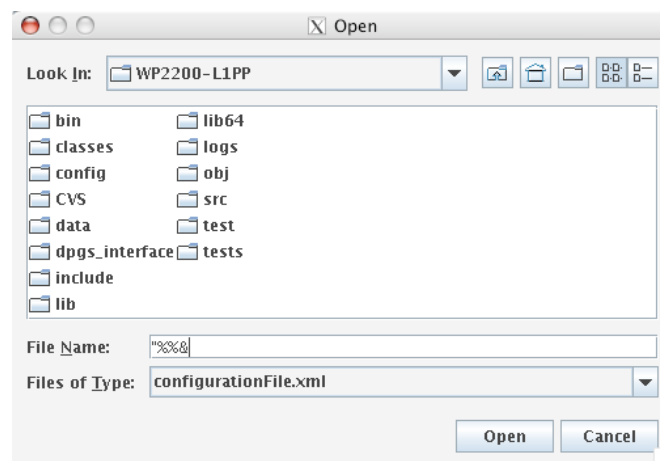 X Open
Look In: WP2200-L1PP
bin
classes
config
CVS
data
dpgs_interface
include
lib
lib64
logs
obj
src
test
tests
File Name: "%%&
Files of Type: configurationFile.xml
Open Cancel